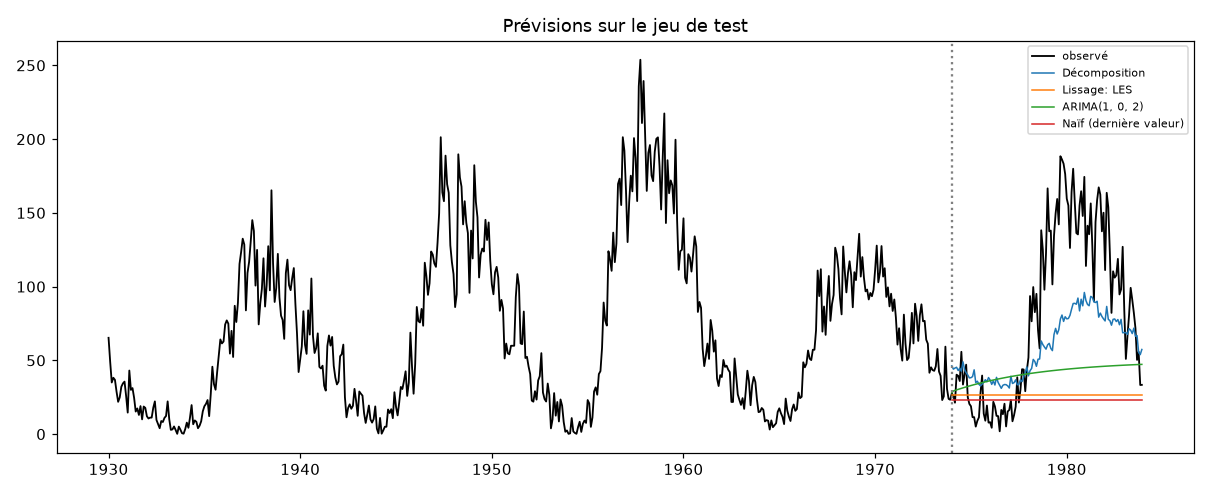 Prévisions sur le jeu de test
observé
Décomposition
Lissage: LES
ARIMA(1, 0, 2)
Naïf (dernière valeur)
250
200
150
100
50
0
1930
1940
1950
1960
1970
1980